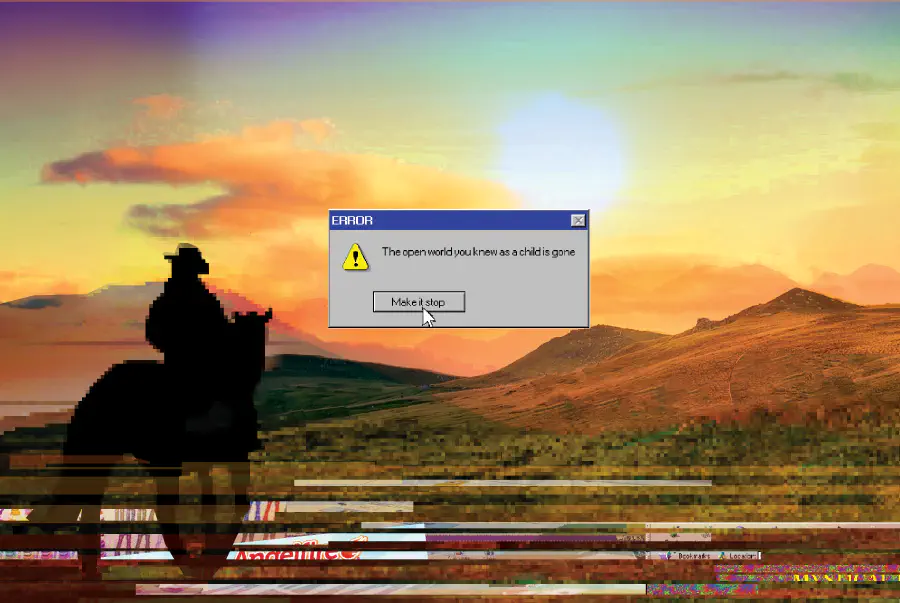 ERROR
The open world you knew as a child is gone
Make it stop
Angelfire
Bookmarks
Location: